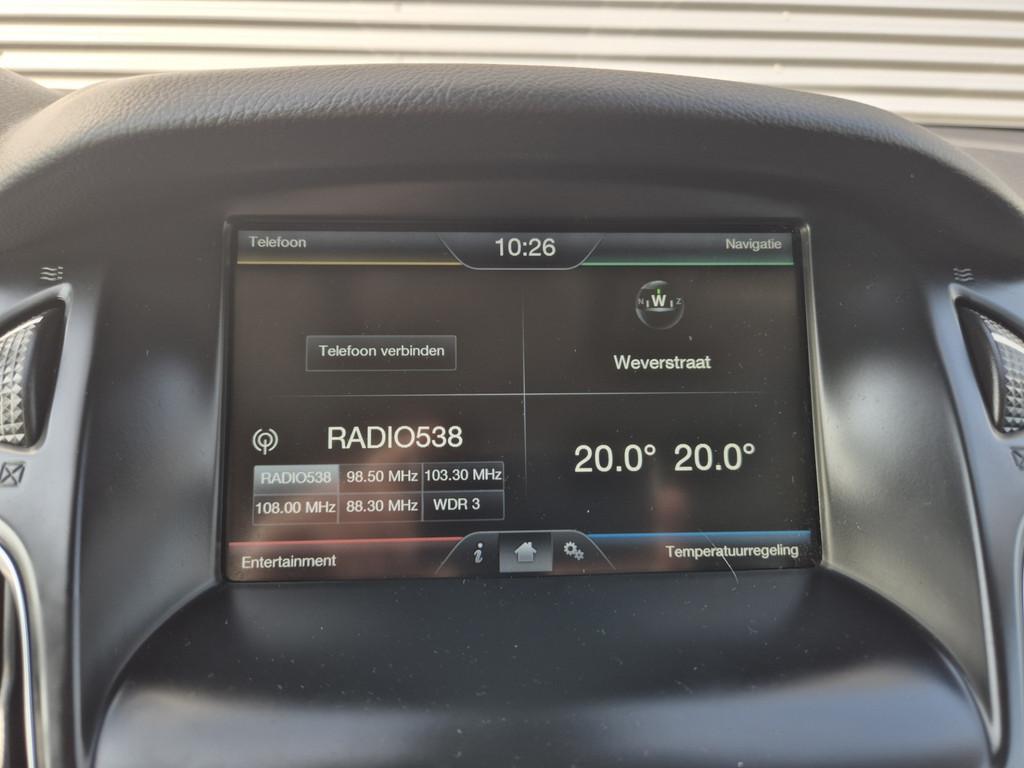 Telefoon
10:26
Navigatie
N W Z
Telefoon verbinden
Weverstraat
RADIO538
RADIO538 98.50 MHz 103.30 MHz
108.00 MHz 88.30 MHz WDR 3
20.0° 20.0°
Entertainment
i
Temperatuurregeling